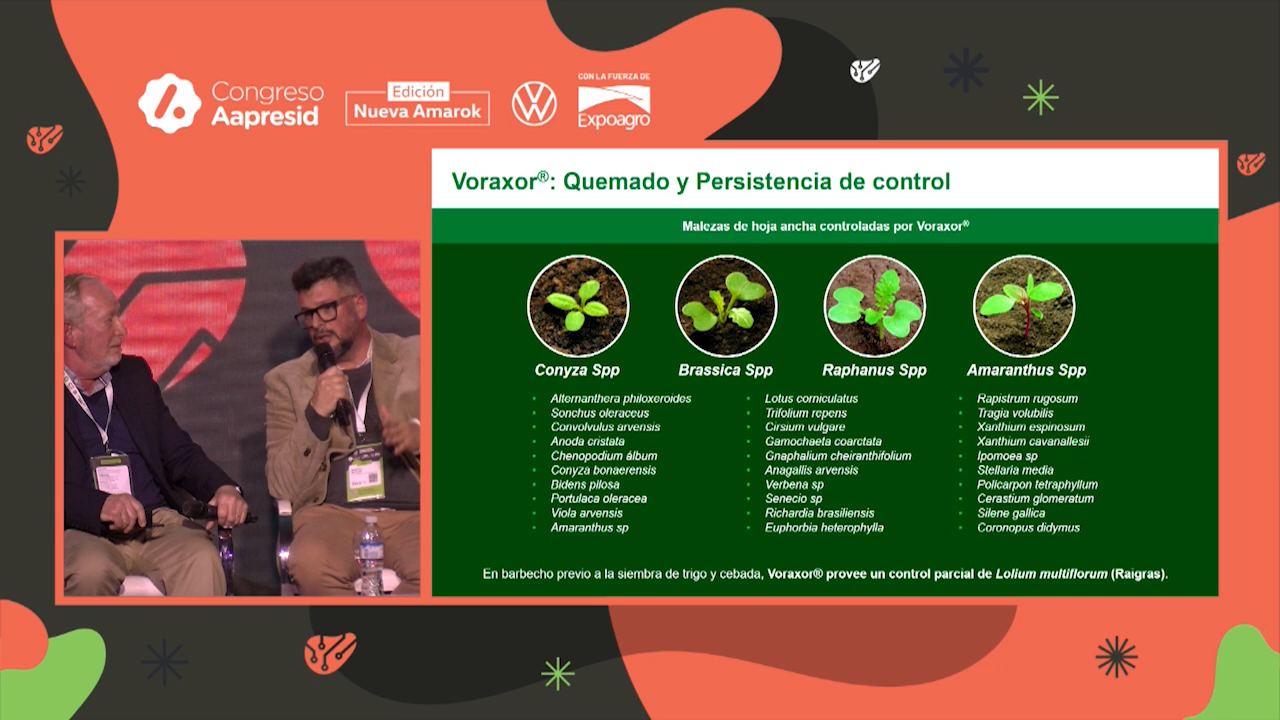 Congreso
Aapresid
Edición
Nueva Amarok
CON LA FUERZA DE
Expoagro
Voraxor®: Quemado y Persistencia de control
Malezas de hoja ancha controladas por Voraxor®
Conyza Spp
Brassica Spp
Raphanus Spp
Amaranthus Spp
Alternanthera philoxeroides
Sonchus oleraceus
Convolvulus arvensis
Anoda cristata
Chenopodium álbum
Conyza bonaerensis
Bidens pilosa
Portulaca oleracea
Viola arvensis
Amaranthus sp
Lotus corniculatus
Trifolium repens
Cirsium vulgare
Gamochaeta coarctata
Gnaphalium cheiranthifolium
Anagallis arvensis
Verbena sp
Senecio sp
Richardia brasiliensis
Euphorbia heterophylla
Rapistrum rugosum
Tragia volubilis
Xanthium espinosum
Xanthium cavanallesii
Ipomoea sp
Stellaria media
Policarpon tetraphyllum
Cerastium glomeratum
Silene gallica
Coronopus didymus
En barbecho previo a la siembra de trigo y cebada, Voraxor® provee un control parcial de Lolium multiflorum (Raigras).